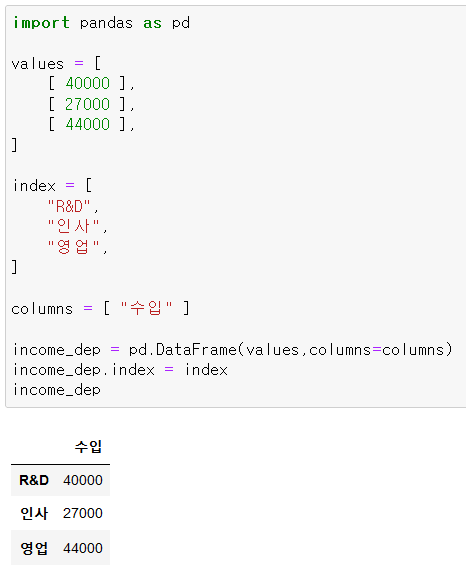 import pandas as pd
values = [
    [ 40000 ],
    [ 27000 ],
    [ 44000 ],
]
index = [
    "R&D",
    "인사",
    "영업",
]
columns = [ "수입" ]
income_dep = pd.DataFrame(values,columns=columns)
income_dep.index = index
income_dep
수입
R&D 40000
인사 27000
영업 44000